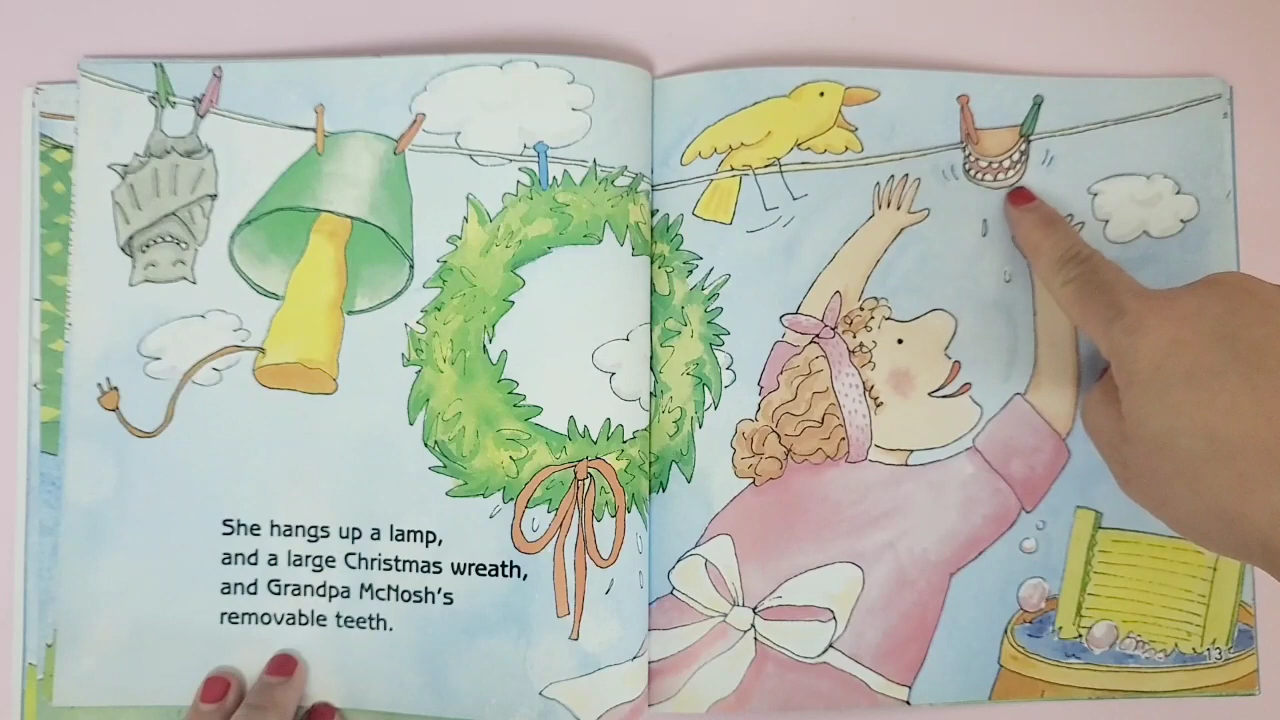 She hangs up a lamp,
and a large Christmas wreath,
and Grandpa McNosh's
removable teeth.
13